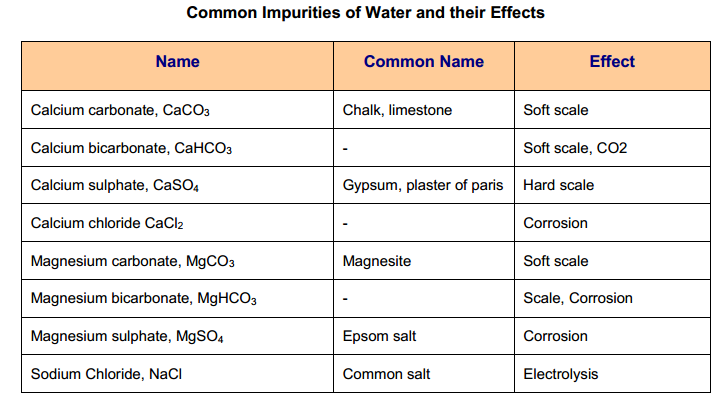 Common Impurities of Water and their Effects
Name Common Name Effect
Calcium carbonate, CaCO₃ Chalk, limestone Soft scale
Calcium bicarbonate, CaHCO₃ - Soft scale, CO2
Calcium sulphate, CaSO₄ Gypsum, plaster of paris Hard scale
Calcium chloride CaCl₂ - Corrosion
Magnesium carbonate, MgCO₃ Magnesite Soft scale
Magnesium bicarbonate, MgHCO₃ - Scale, Corrosion
Magnesium sulphate, MgSO₄ Epsom salt Corrosion
Sodium Chloride, NaCl Common salt Electrolysis